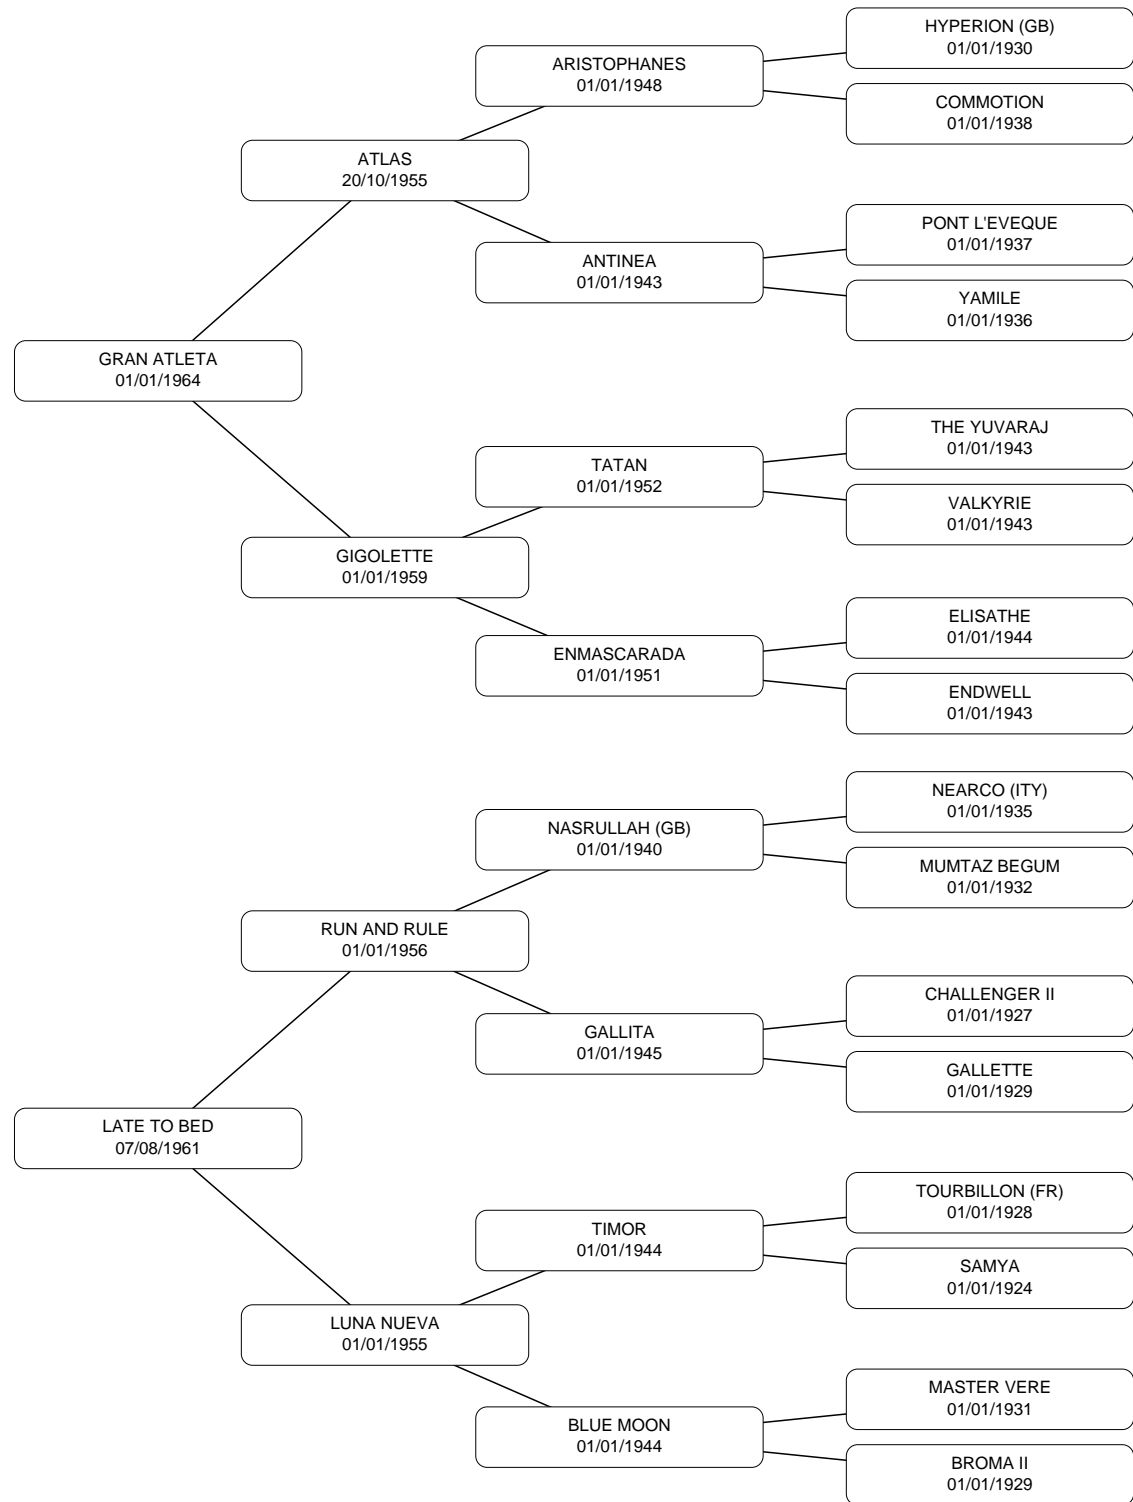 HYPERION (GB)
01/01/1930
ARISTOPHANES
01/01/1948
COMMOTION
01/01/1938
ATLAS
20/10/1955
PONT L'EVEQUE
01/01/1937
ANTINEA
01/01/1943
YAMILE
01/01/1936
GRAN ATLETA
01/01/1964
THE YUVARAJ
01/01/1943
TATAN
01/01/1952
VALKYRIE
01/01/1943
GIGOLETTE
01/01/1959
ELISATHE
01/01/1944
ENMASCARADA
01/01/1951
ENDWELL
01/01/1943
NEARCO (ITY)
01/01/1935
NASRULLAH (GB)
01/01/1940
MUMTAZ BEGUM
01/01/1932
RUN AND RULE
01/01/1956
CHALLENGER II
01/01/1927
GALLITA
01/01/1945
GALLETTE
01/01/1929
LATE TO BED
07/08/1961
TOURBILLON (FR)
01/01/1928
TIMOR
01/01/1944
SAMYA
01/01/1924
LUNA NUEVA
01/01/1955
MASTER VERE
01/01/1931
BLUE MOON
01/01/1944
BROMA II
01/01/1929